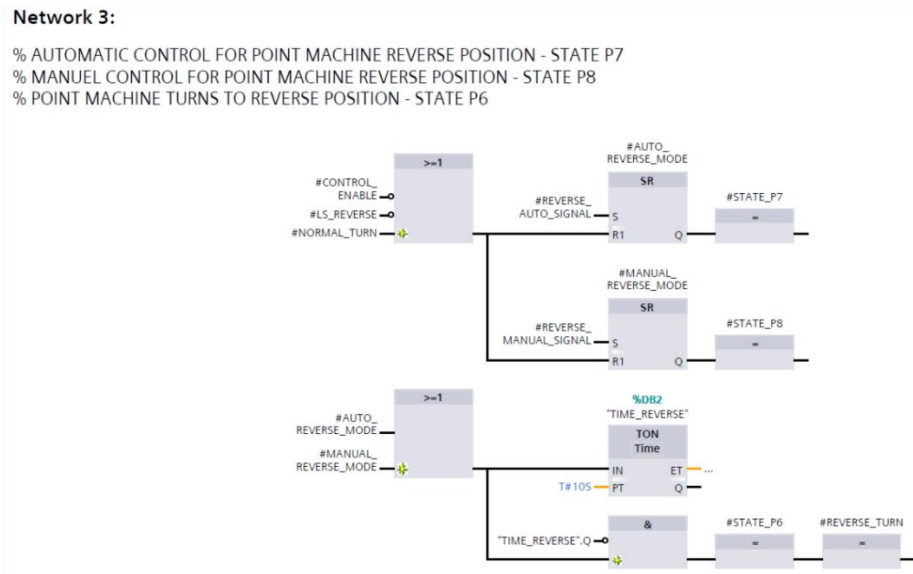 Network 3:
% AUTOMATIC CONTROL FOR POINT MACHINE REVERSE POSITION - STATE P7
% MANUEL CONTROL FOR POINT MACHINE REVERSE POSITION - STATE P8
% POINT MACHINE TURNS TO REVERSE POSITION - STATE P6
>=1
#CONTROL_
ENABLE
#LS_REVERSE
#NORMAL_TURN
#AUTO_
REVERSE_MODE
SR
#REVERSE_
AUTO_SIGNAL
S
R1
Q
#STATE_P7
=
#MANUAL_
REVERSE_MODE
SR
#REVERSE_
MANUAL_SIGNAL
S
R1
Q
#STATE_P8
=
>=1
#AUTO_
REVERSE_MODE
#MANUAL_
REVERSE_MODE
%DB2
"TIME_REVERSE"
TON
Time
IN
ET
...
T#10S
PT
Q
&
"TIME_REVERSE".Q
#STATE_P6
=
#REVERSE_TURN
=